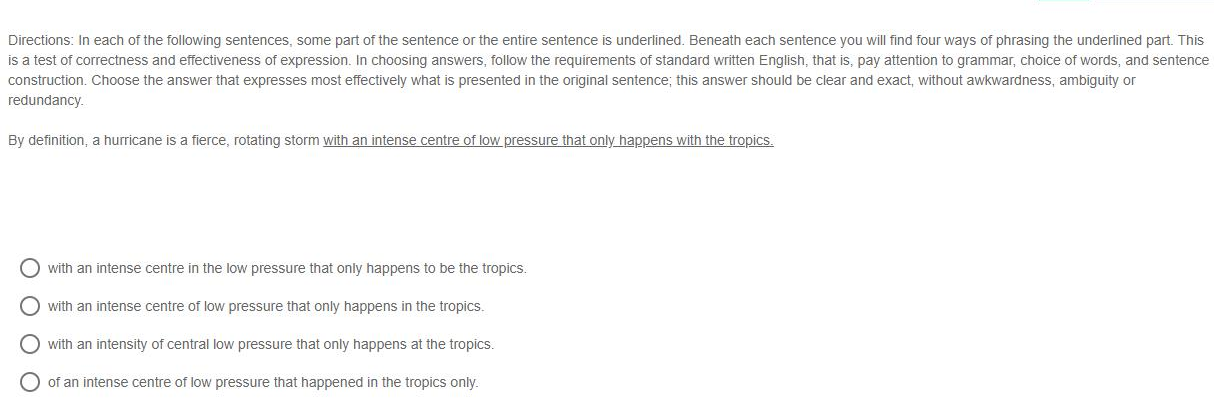 Directions: In each of the following sentences, some part of the sentence or the entire sentence is underlined. Beneath each sentence you will find four ways of phrasing the underlined part. This
is a test of correctness and effectiveness of expression. In choosing answers, follow the requirements of standard written English, that is, pay attention to grammar, choice of words, and sentence
construction. Choose the answer that expresses most effectively what is presented in the original sentence; this answer should be clear and exact, without awkwardness, ambiguity or
redundancy.
By definition, a hurricane is a fierce, rotating storm with an intense centre of low pressure that only happens with the tropics.
with an intense centre in the low pressure that only happens to be the tropics.
with an intense centre of low pressure that only happens in the tropics.
with an intensity of central low pressure that only happens at the tropics.
of an intense centre of low pressure that happened in the tropics only.